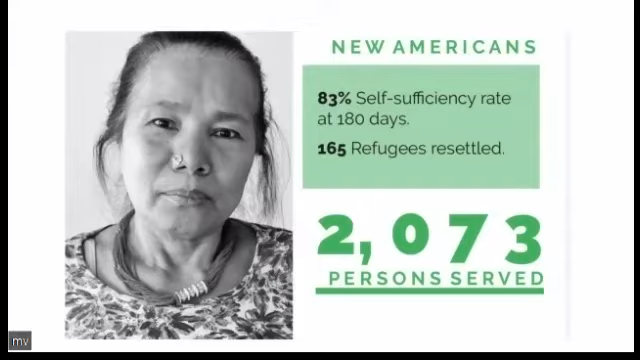 NEW AMERICANS
83% Self-sufficiency rate
at 180 days.
165 Refugees resettled.
2,073
PERSONS SERVED
mv